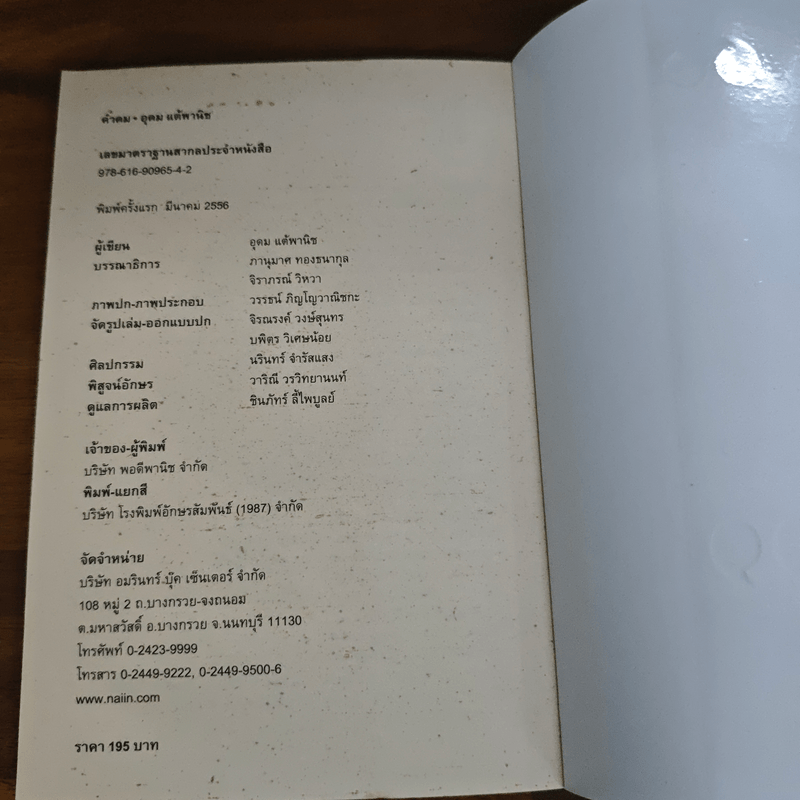 คำคม • อุดม แต้พานิช
เลขมาตราฐานสากลประจำหนังสือ
978-616-90965-4-2
พิมพ์ครั้งแรก มีนาคม 2556
ผู้เขียน อุดม แต้พานิช
บรรณาธิการ ภานุมาศ ทองธนากุล
จิราภรณ์ วิหวา
ภาพปก-ภาพประกอบ วรรธน์ ภิญโญวาณิชกะ
จัดรูปเล่ม-ออกแบบปก จิรณรงค์ วงษ์สุนทร
บพิตร วิเศษน้อย
ศิลปกรรม นรินทร์ จำรัสแสง
พิสูจน์อักษร วาริณี วรวิทยานนท์
ดูแลการผลิต ชินภัทร์ ลี้ไพบูลย์
เจ้าของ-ผู้พิมพ์
บริษัท พอดีพานิช จำกัด
พิมพ์-แยกสี
บริษัท โรงพิมพ์อักษรสัมพันธ์ (1987) จำกัด
จัดจำหน่าย
บริษัท อมรินทร์ บุ๊ค เซ็นเตอร์ จำกัด
108 หมู่ 2 ถ.บางกรวย-จงถนอม
ต.มหาสวัสดิ์ อ.บางกรวย จ.นนทบุรี 11130
โทรศัพท์ 0-2423-9999
โทรสาร 0-2449-9222, 0-2449-9500-6
www.naiin.com
ราคา 195 บาท